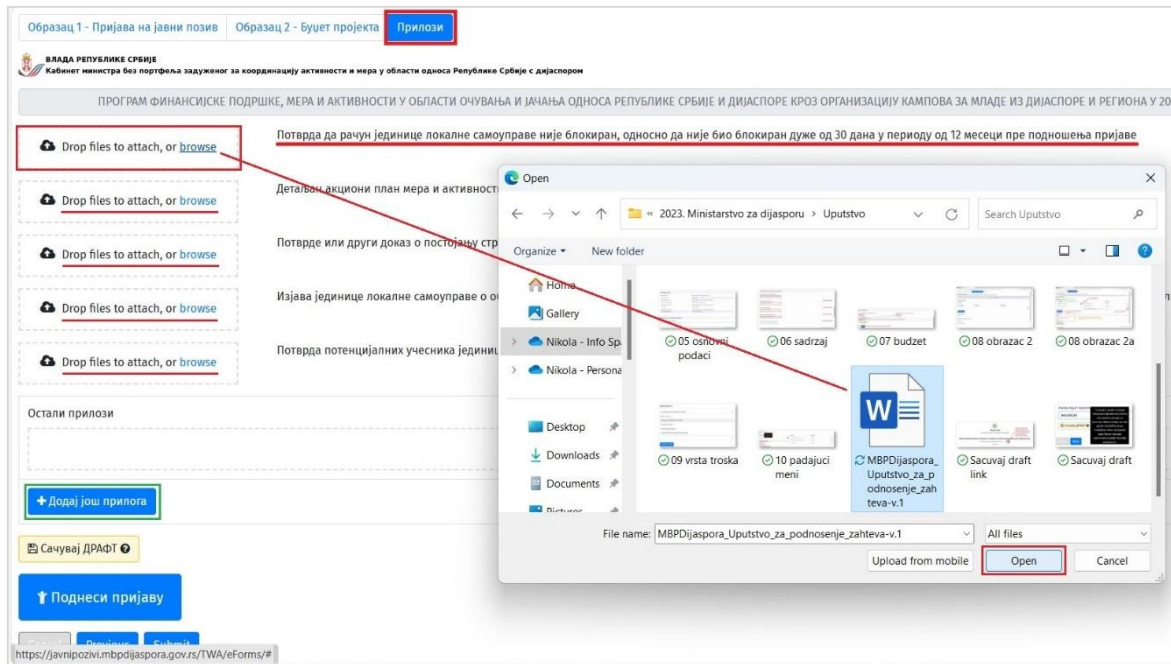 Образац 1 - Пријава на јавни позив Образац 2 - Буџет пројекта Прилози
ВЛАДА РЕПУБЛИКЕ СРБИЈЕ
Кабинет министра без портфеља задуженог за координацију активности и мера у области односа Републике Србије с дијаспором
ПРОГРАМ ФИНАНСИЈСКЕ ПОДРШКЕ, МЕРА И АКТИВНОСТИ У ОБЛАСТИ ОЧУВАЊА И ЈАЧАЊА ОДНОСА РЕПУБЛИКЕ СРБИЈЕ И ДИЈАСПОРЕ КРОЗ ОРГАНИЗАЦИЈУ КАМПОВА ЗА МЛАДЕ ИЗ ДИЈАСПОРЕ И РЕГИОНА У 20
Потврда да рачун јединице локалне самоуправе није блокиран, односно да није био блокиран дуже од 30 дана у периоду од 12 месеци пре подношења пријаве
Drop files to attach, or browse
Детаљан акциони план мера и активност
Drop files to attach, or browse
Потврде или други доказ о постојању стр
Drop files to attach, or browse
Изјава јединице локалне самоуправе о о
Drop files to attach, or browse
Потврда потенцијалних учесника јединиц
Drop files to attach, or browse
Остали прилози
+ Додај још прилога
Сачувај ДРАФТ
Поднеси пријаву
Cancel Previous Submit
https://javnipozivi.mbpdijaspora.gov.rs/TWA/eForms/#
Open
« 2023. Ministarstvo za dijasporu › Uputstvo
Search Uputstvo
Organize New folder
Home
Gallery
Nikola - Info Sp
Nikola - Persona
Desktop
Downloads
Documents
Pictures
05 osnovni podaci
06 sadrzaj
07 budzet
08 obrazac 2
08 obrazac 2a
09 vrsta troska
10 padajuci meni
MBPDijaspora_
Uputstvo_za_p
odnosenje_zah
teva-v.1
Sacuvaj draft link
Sacuvaj draft
File name: MBPDijaspora_Uputstvo_za_podnosenje_zahteva-v.1 All files
Upload from mobile Open Cancel